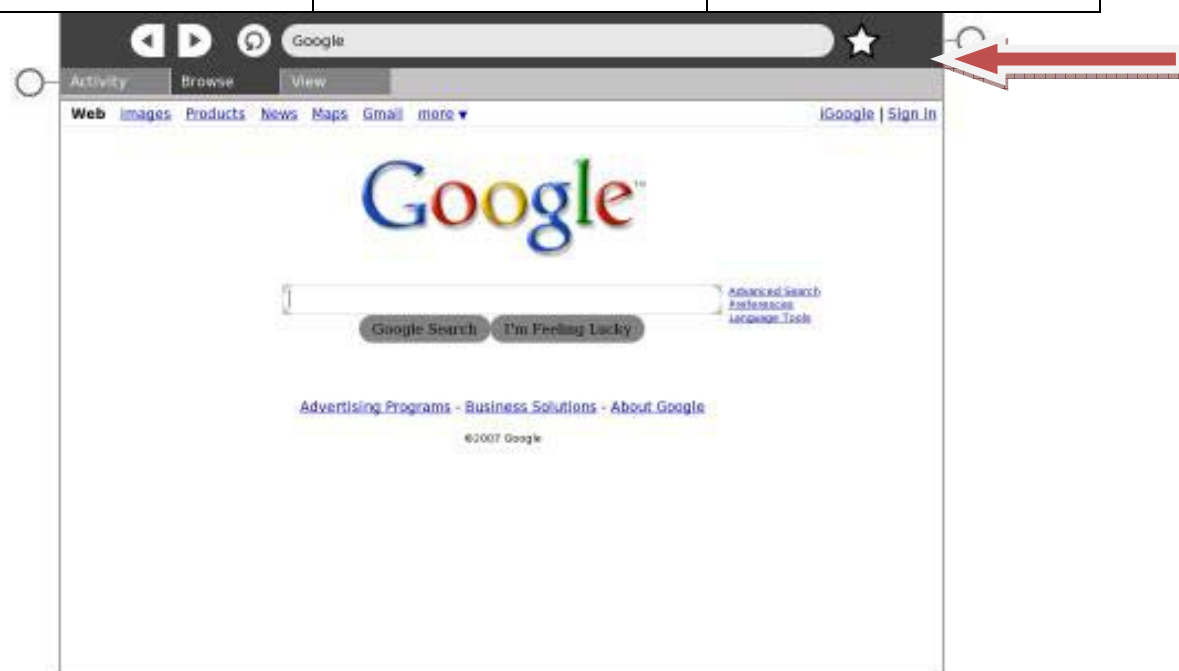 Google
Activity Browse View
Web Images Products News Maps Gmail more ▼ iGoogle | Sign in
Google™
Advanced Search
Preferences
Language Tools
Google Search I'm Feeling Lucky
Advertising Programs - Business Solutions - About Google
©2007 Google